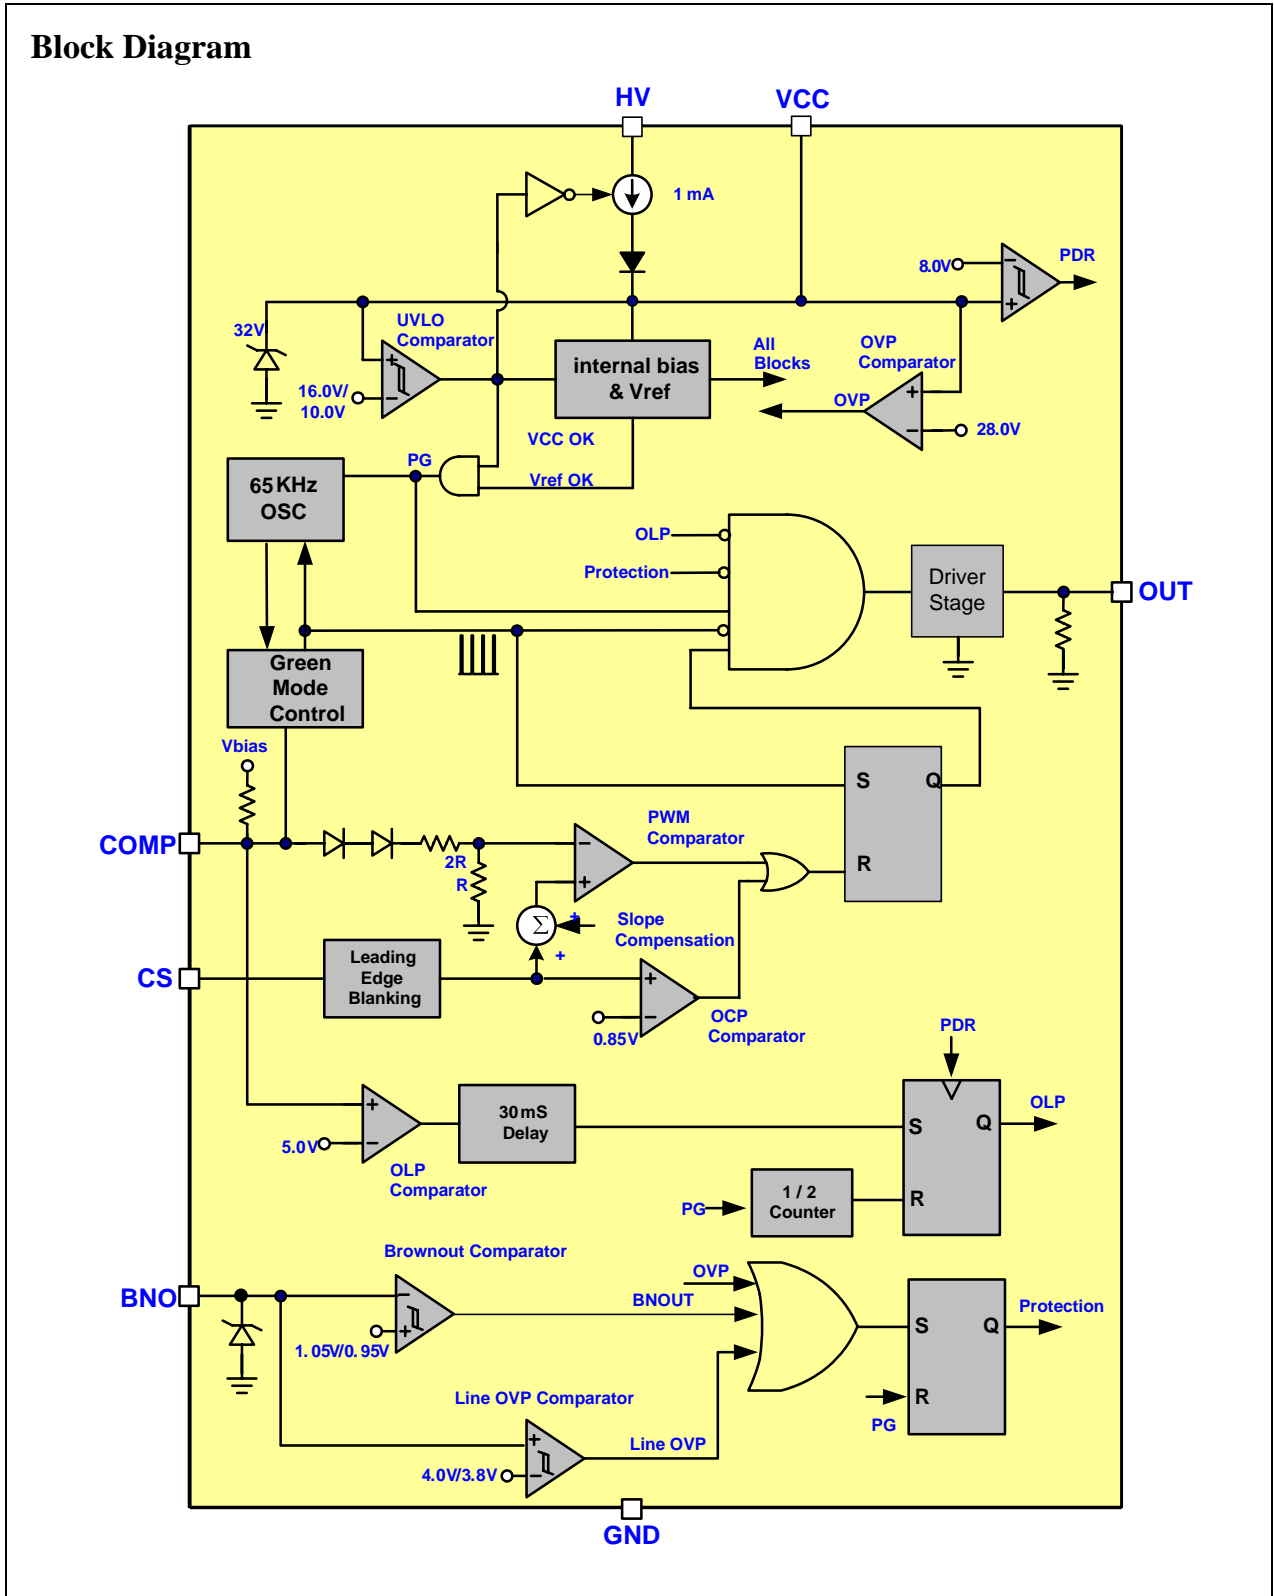 Block Diagram
HV
VCC
1 mA
8.0V
PDR
32V
UVLO
Comparator
16.0V/
10.0V
internal bias
& Vref
All
Blocks
OVP
Comparator
OVP
28.0V
VCC OK
PG
Vref OK
65KHz
OSC
OLP
Protection
Driver
Stage
OUT
Green
Mode
Control
Vbias
S
Q
R
COMP
2R
R
PWM
Comparator
Σ
+
+
Slope
Compensation
CS
Leading
Edge
Blanking
0.85V
OCP
Comparator
PDR
5.0V
OLP
Comparator
30mS
Delay
S
Q
OLP
R
PG
1 / 2
Counter
Brownout Comparator
BNO
1.05V/0.95V
OVP
BNOUT
S
Q
Protection
R
PG
Line OVP Comparator
Line OVP
4.0V/3.8V
GND